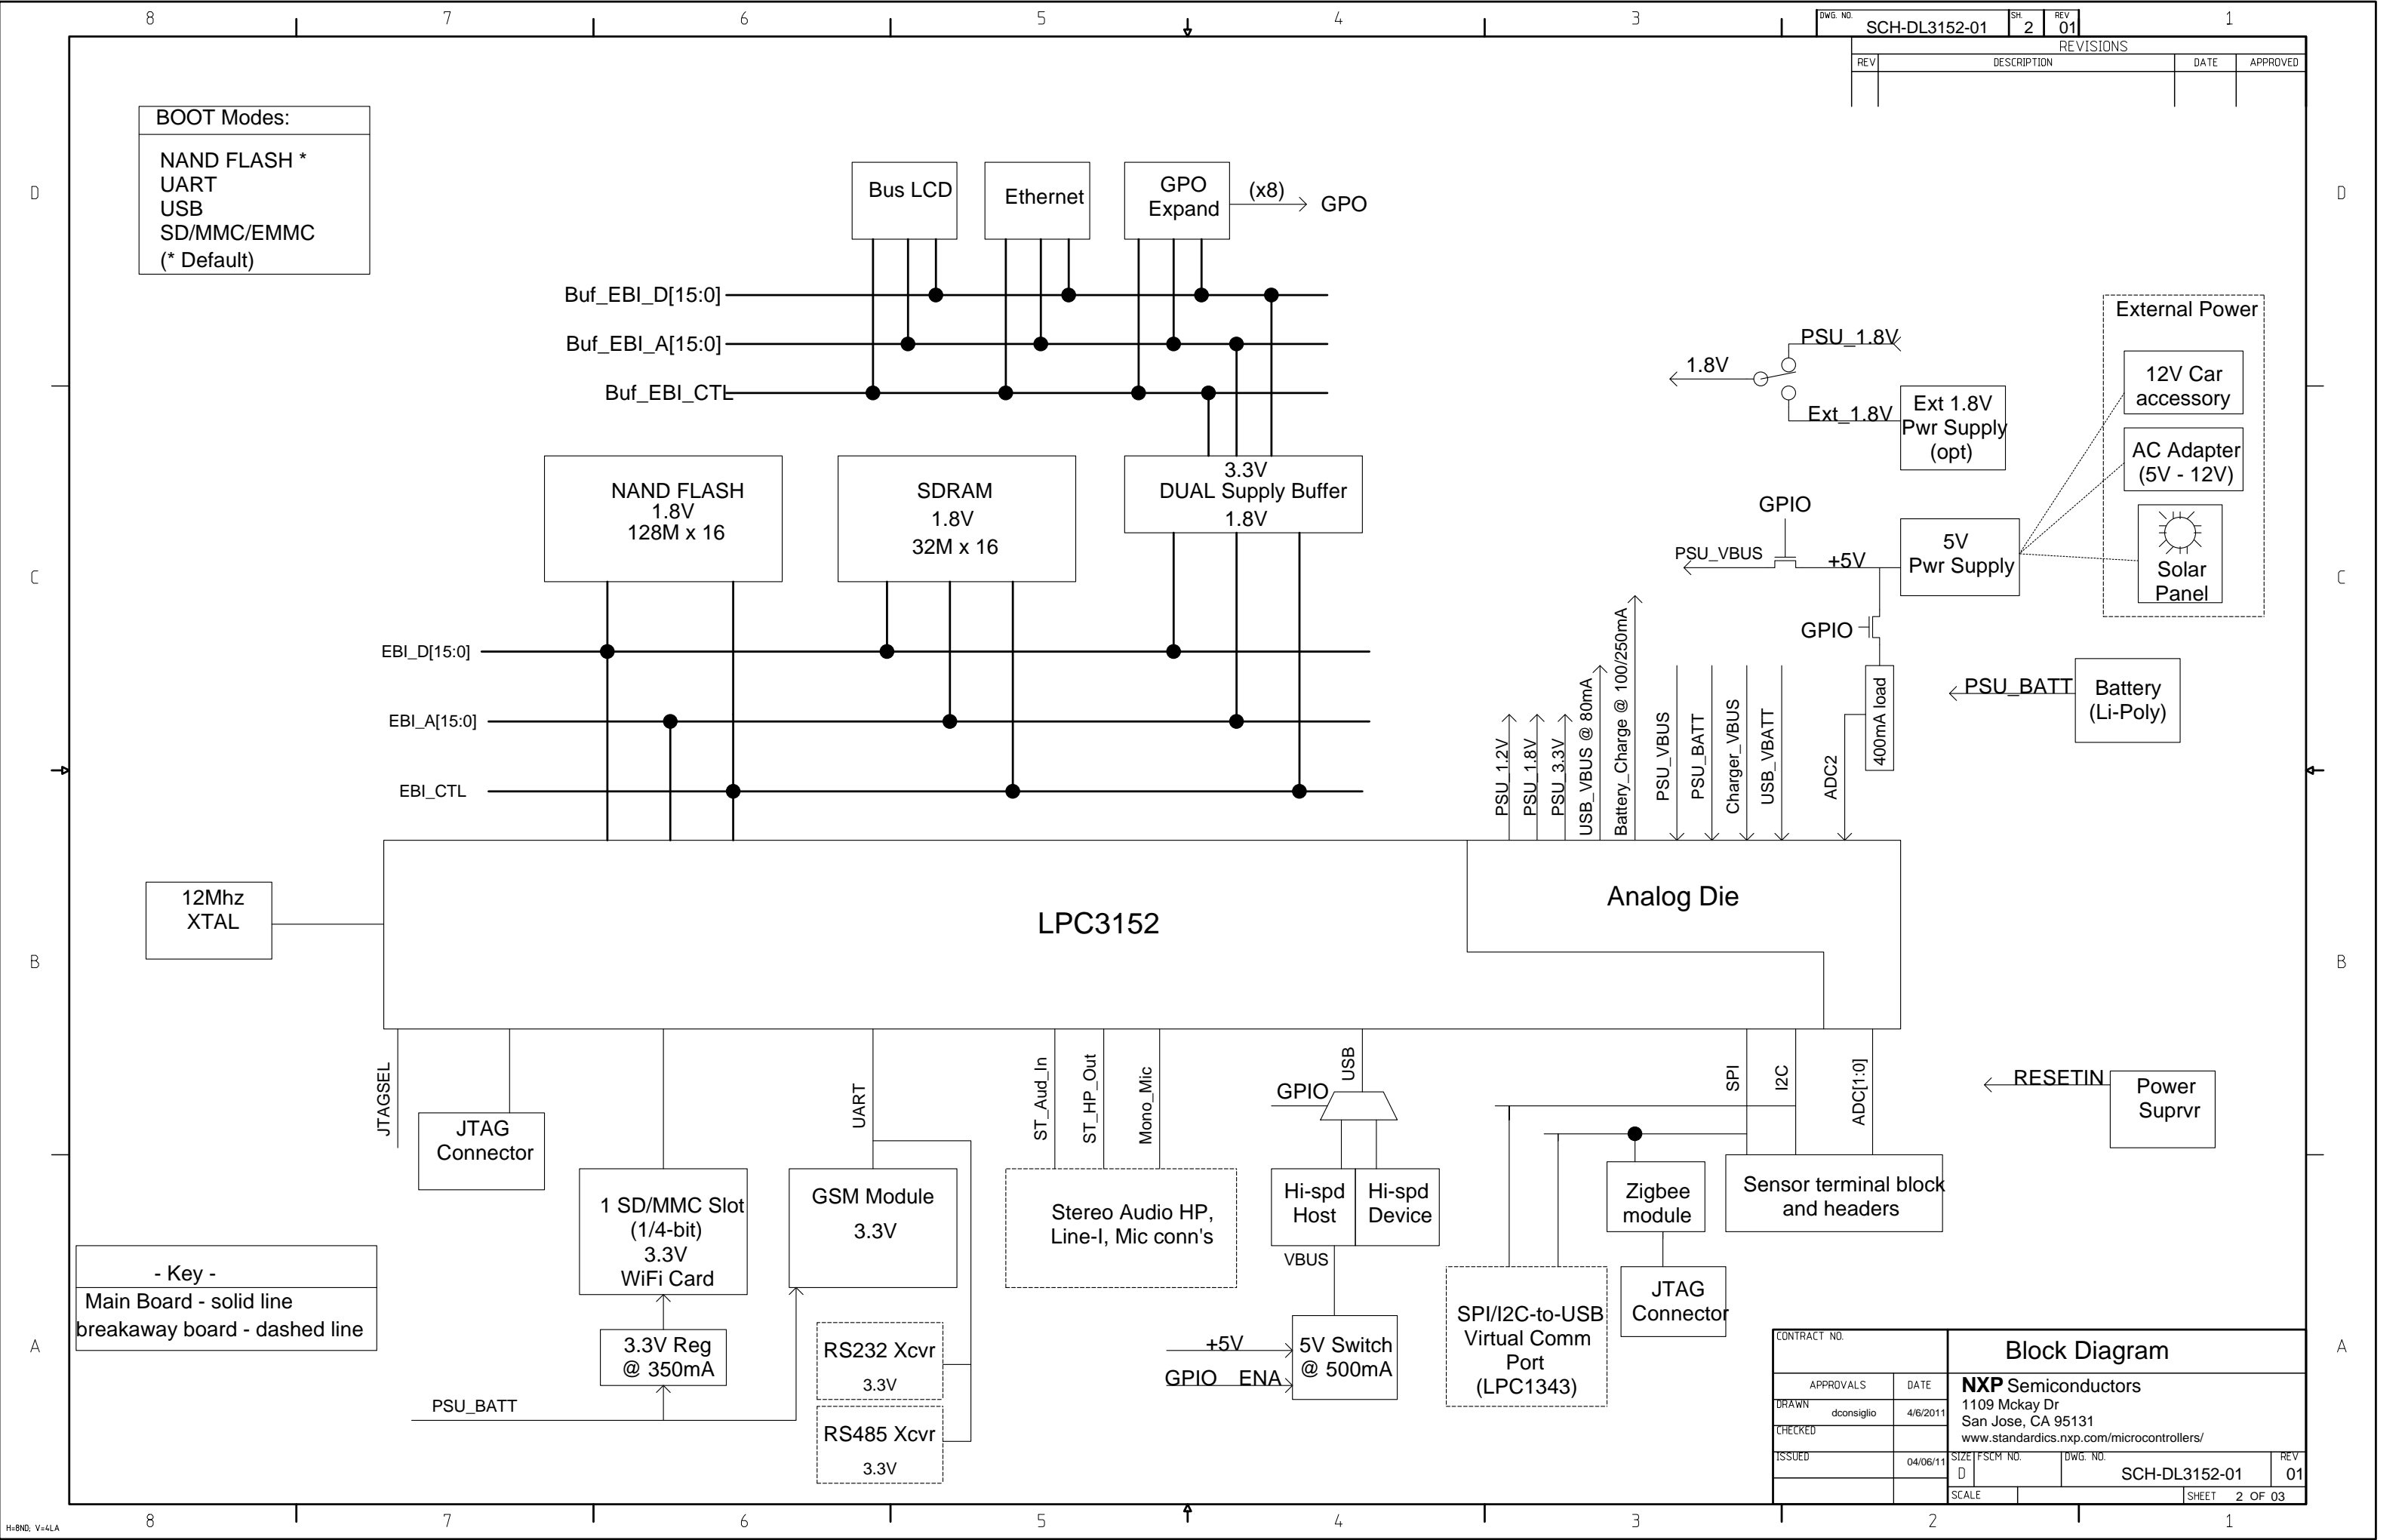 8
7
6
5
4
3
1
DWG. NO.
SCH-DL3152-01
SH.
2
REV
01
REVISIONS
REV
DESCRIPTION
DATE
APPROVED
BOOT Modes:
NAND FLASH *
UART
USB
SD/MMC/EMMC
(* Default)
D
D
Bus LCD
Ethernet
GPO
Expand
(x8)
GPO
Buf_EBI_D[15:0]
Buf_EBI_A[15:0]
Buf_EBI_CTL
PSU_1.8V
1.8V
Ext_1.8V
Ext 1.8V
Pwr Supply
(opt)
External Power
12V Car
accessory
AC Adapter
(5V - 12V)
Solar
Panel
NAND FLASH
1.8V
128M x 16
SDRAM
1.8V
32M x 16
3.3V
DUAL Supply Buffer
1.8V
GPIO
PSU_VBUS
+5V
5V
Pwr Supply
C
C
GPIO
400mA load
PSU_BATT
Battery
(Li-Poly)
EBI_D[15:0]
EBI_A[15:0]
EBI_CTL
PSU_1.2V
PSU_1.8V
PSU_3.3V
USB_VBUS @ 80mA
Battery_Charge @ 100/250mA
PSU_VBUS
PSU_BATT
Charger_VBUS
USB_VBATT
ADC2
12Mhz
XTAL
LPC3152
Analog Die
B
B
JTAGSEL
JTAG
Connector
UART
ST_Aud_In
ST_HP_Out
Mono_Mic
GPIO
USB
SPI
I2C
ADC[1:0]
RESETIN
Power
Suprvr
1 SD/MMC Slot
(1/4-bit)
3.3V
WiFi Card
GSM Module
3.3V
Stereo Audio HP,
Line-I, Mic conn's
Hi-spd
Host
Hi-spd
Device
VBUS
Zigbee
module
Sensor terminal block
and headers
- Key -
Main Board - solid line
breakaway board - dashed line
3.3V Reg
@ 350mA
PSU_BATT
RS232 Xcvr
3.3V
RS485 Xcvr
3.3V
+5V
GPIO_ENA
5V Switch
@ 500mA
SPI/I2C-to-USB
Virtual Comm
Port
(LPC1343)
JTAG
Connector
A
A
CONTRACT NO.
Block Diagram
APPROVALS
DATE
NXP Semiconductors
1109 Mckay Dr
San Jose, CA 95131
www.standardics.nxp.com/microcontrollers/
DRAWN
dconsiglio
4/6/2011
CHECKED
ISSUED
04/06/11
SIZE
D
FSCM NO.
DWG. NO.
SCH-DL3152-01
REV
01
SCALE
SHEET
2 OF 03
8
7
6
5
4
3
2
1
H=8ND, V=4LA